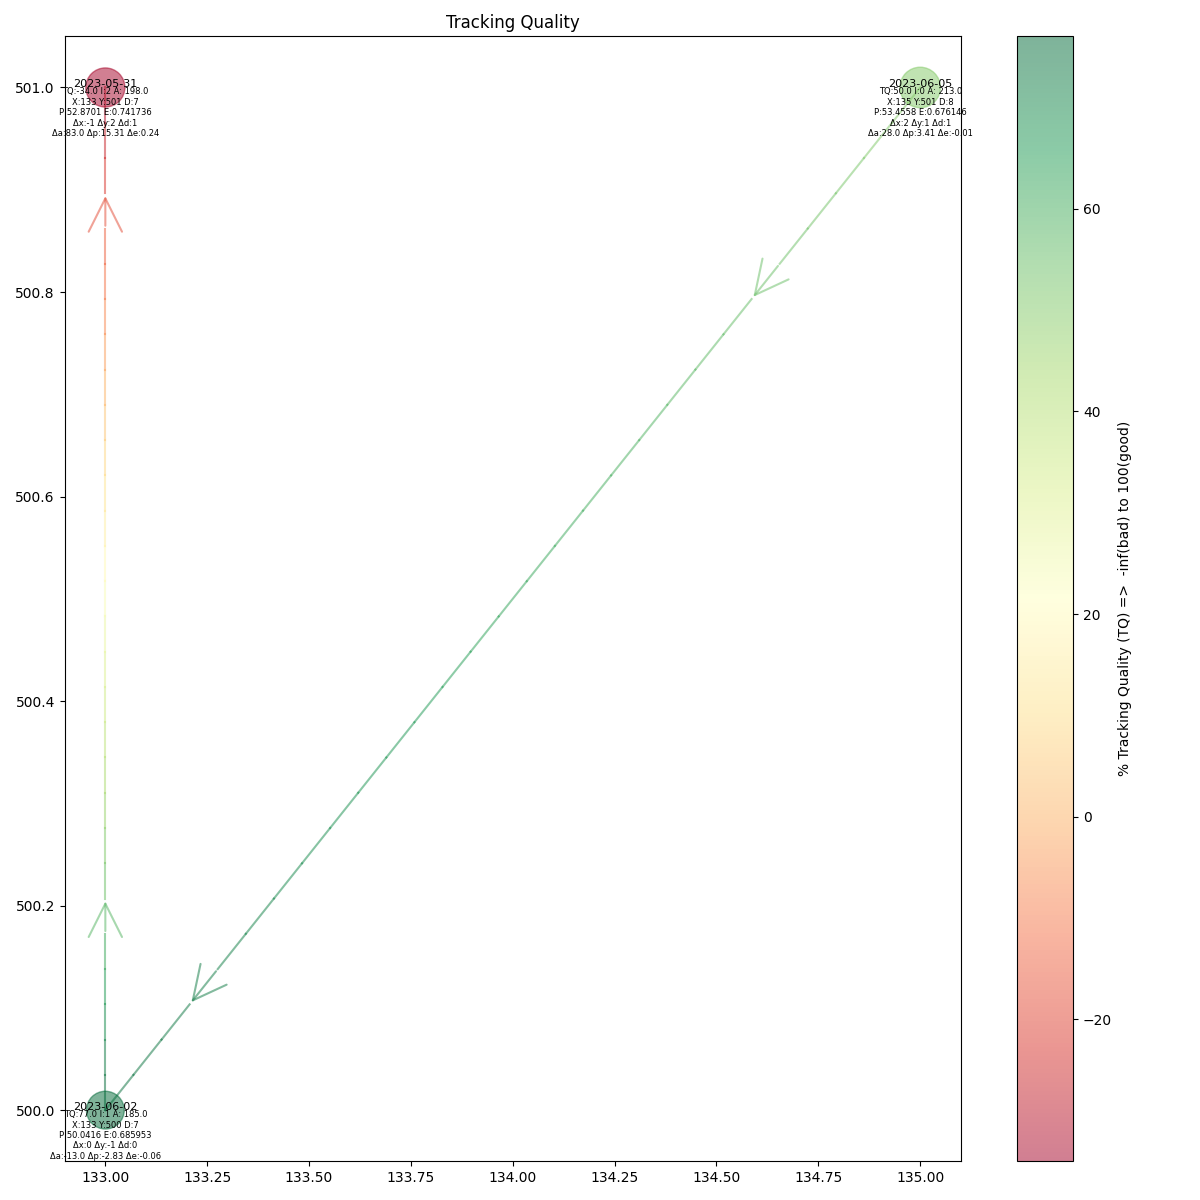 Tracking Quality
501.0
500.8
500.6
500.4
500.2
500.0
2023-05-31
TQ:-34.0 I:2 A: 198.0
X:133 Y:501 D:7
P:52.8701 E:0.741736
Δx:-1 Δy:2 Δd:1
Δa:83.0 Δp:15.31 Δe:0.24
2023-06-05
TQ:50.0 I:0 A: 213.0
X:135 Y:501 D:8
P:53.4558 E:0.676146
Δx:2 Δy:1 Δd:1
Δa:28.0 Δp:3.41 Δe:-0.01
2023-06-02
TQ:77.0 I:1 A: 185.0
X:133 Y:500 D:7
P:50.0416 E:0.685953
Δx:0 Δy:-1 Δd:0
Δa:-13.0 Δp:-2.83 Δe:-0.06
133.00 133.25 133.50 133.75 134.00 134.25 134.50 134.75 135.00
60
40
20
0
−20
% Tracking Quality (TQ) => -inf(bad) to 100(good)